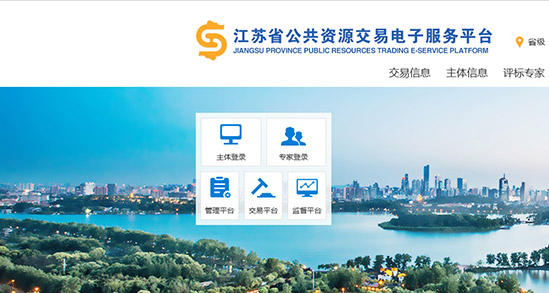 江苏省公共资源交易电子服务平台
JIANGSU PROVINCE PUBLIC RESOURCES TRADING E-SERVICE PLATFORM
省级
交易信息 主体信息 评标专家
主体登录 专家登录
管理平台 交易平台 监督平台